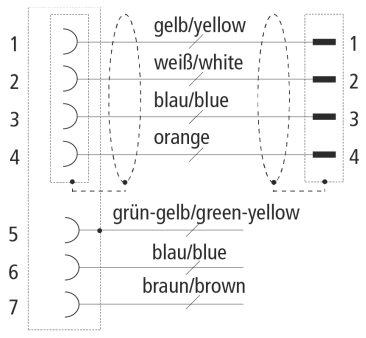 gelb/yellow
1 1
weiß/white
2 2
blau/blue
3 3
orange
4 4
grün-gelb/green-yellow
5
blau/blue
6
braun/brown
7